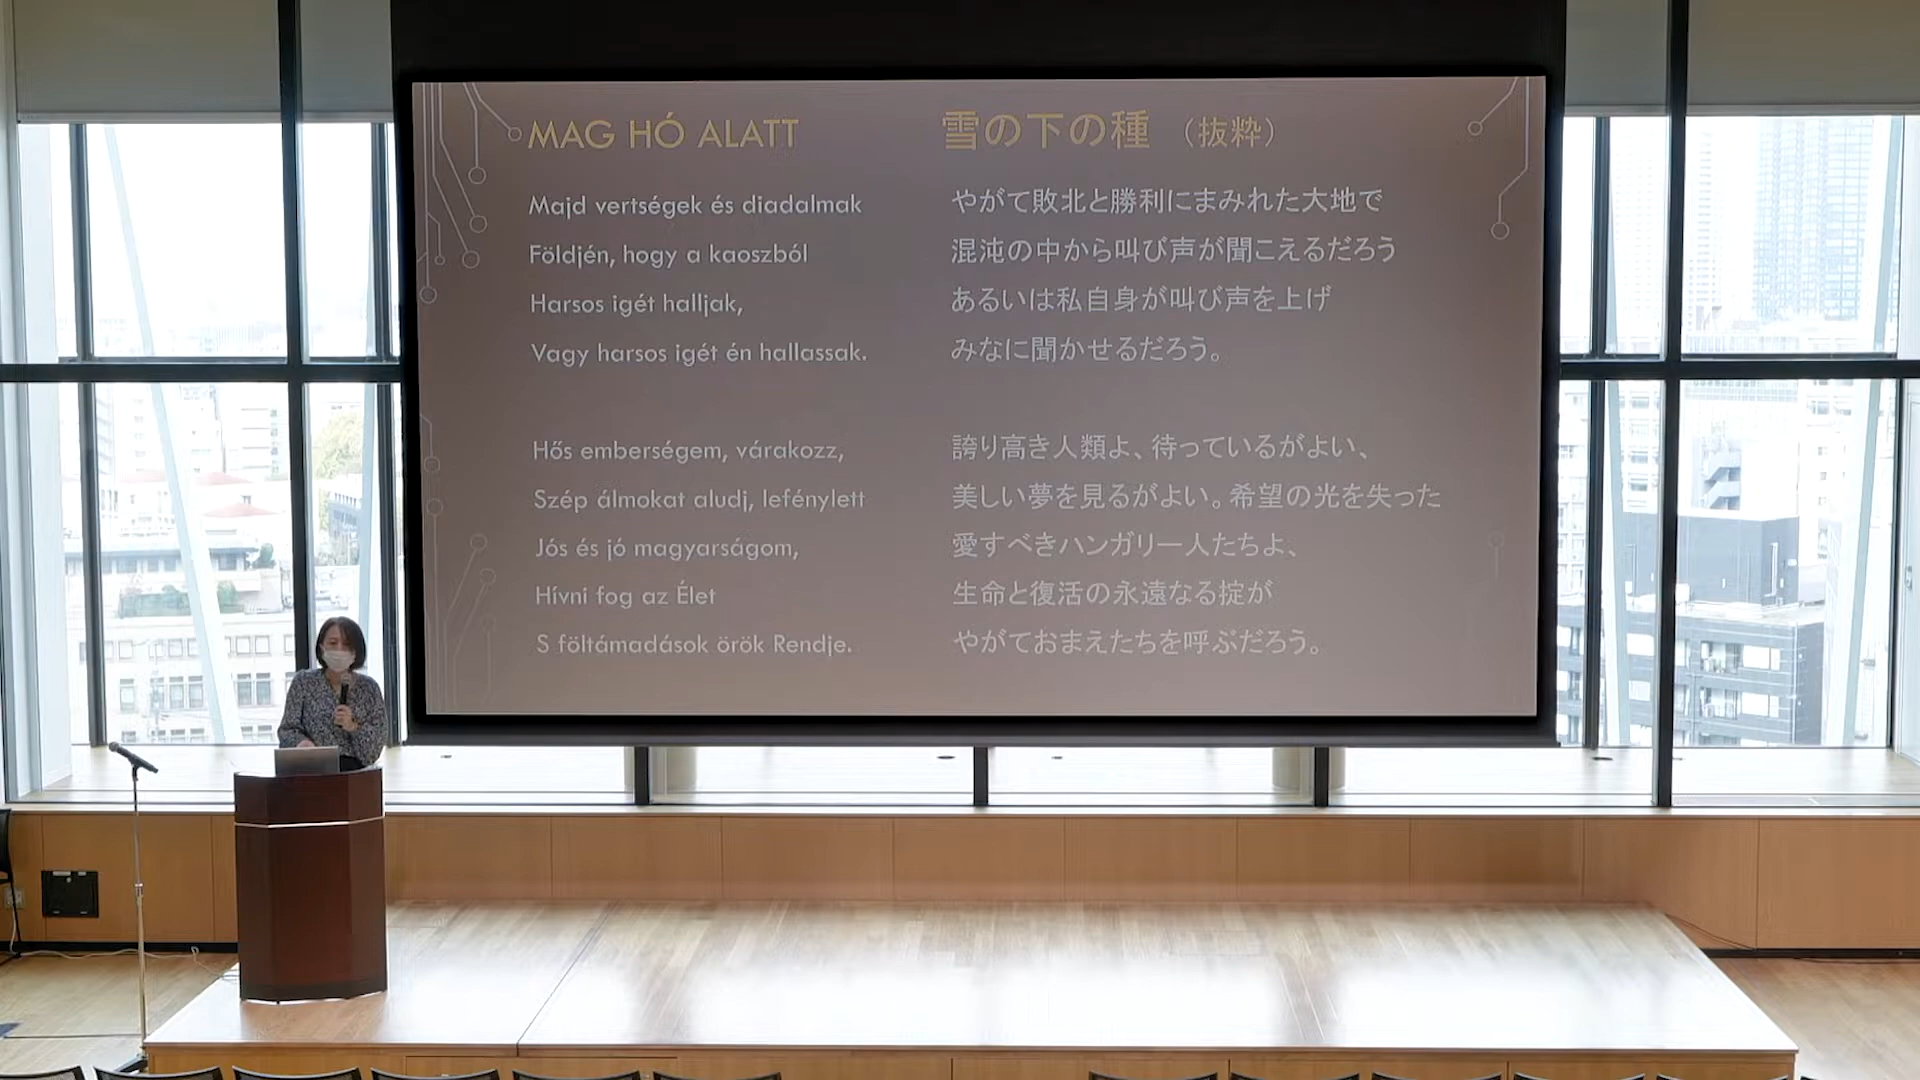 MAG HÓ ALATT
Majd vertségek és diadalmak
Földjén, hogy a kaoszból
Harsos igét halljak,
Vagy harsos igét én hallassak.
Hős emberségem, várakozz,
Szép álmokat aludj, lefénylett
Jós és jó magyarságom,
Hívni fog az Élet
S föltámadások örök Rendje.
雪の下の種 （抜粋）
やがて敗北と勝利にまみれた大地で
混沌の中から叫び声が聞こえるだろう
あるいは私自身が叫び声を上げ
みなに聞かせるだろう。
誇り高き人類よ、待っているがよい、
美しい夢を見るがよい。希望の光を失った
愛すべきハンガリー人たちよ、
生命と復活の永遠なる掟が
やがておまえたちを呼ぶだろう。